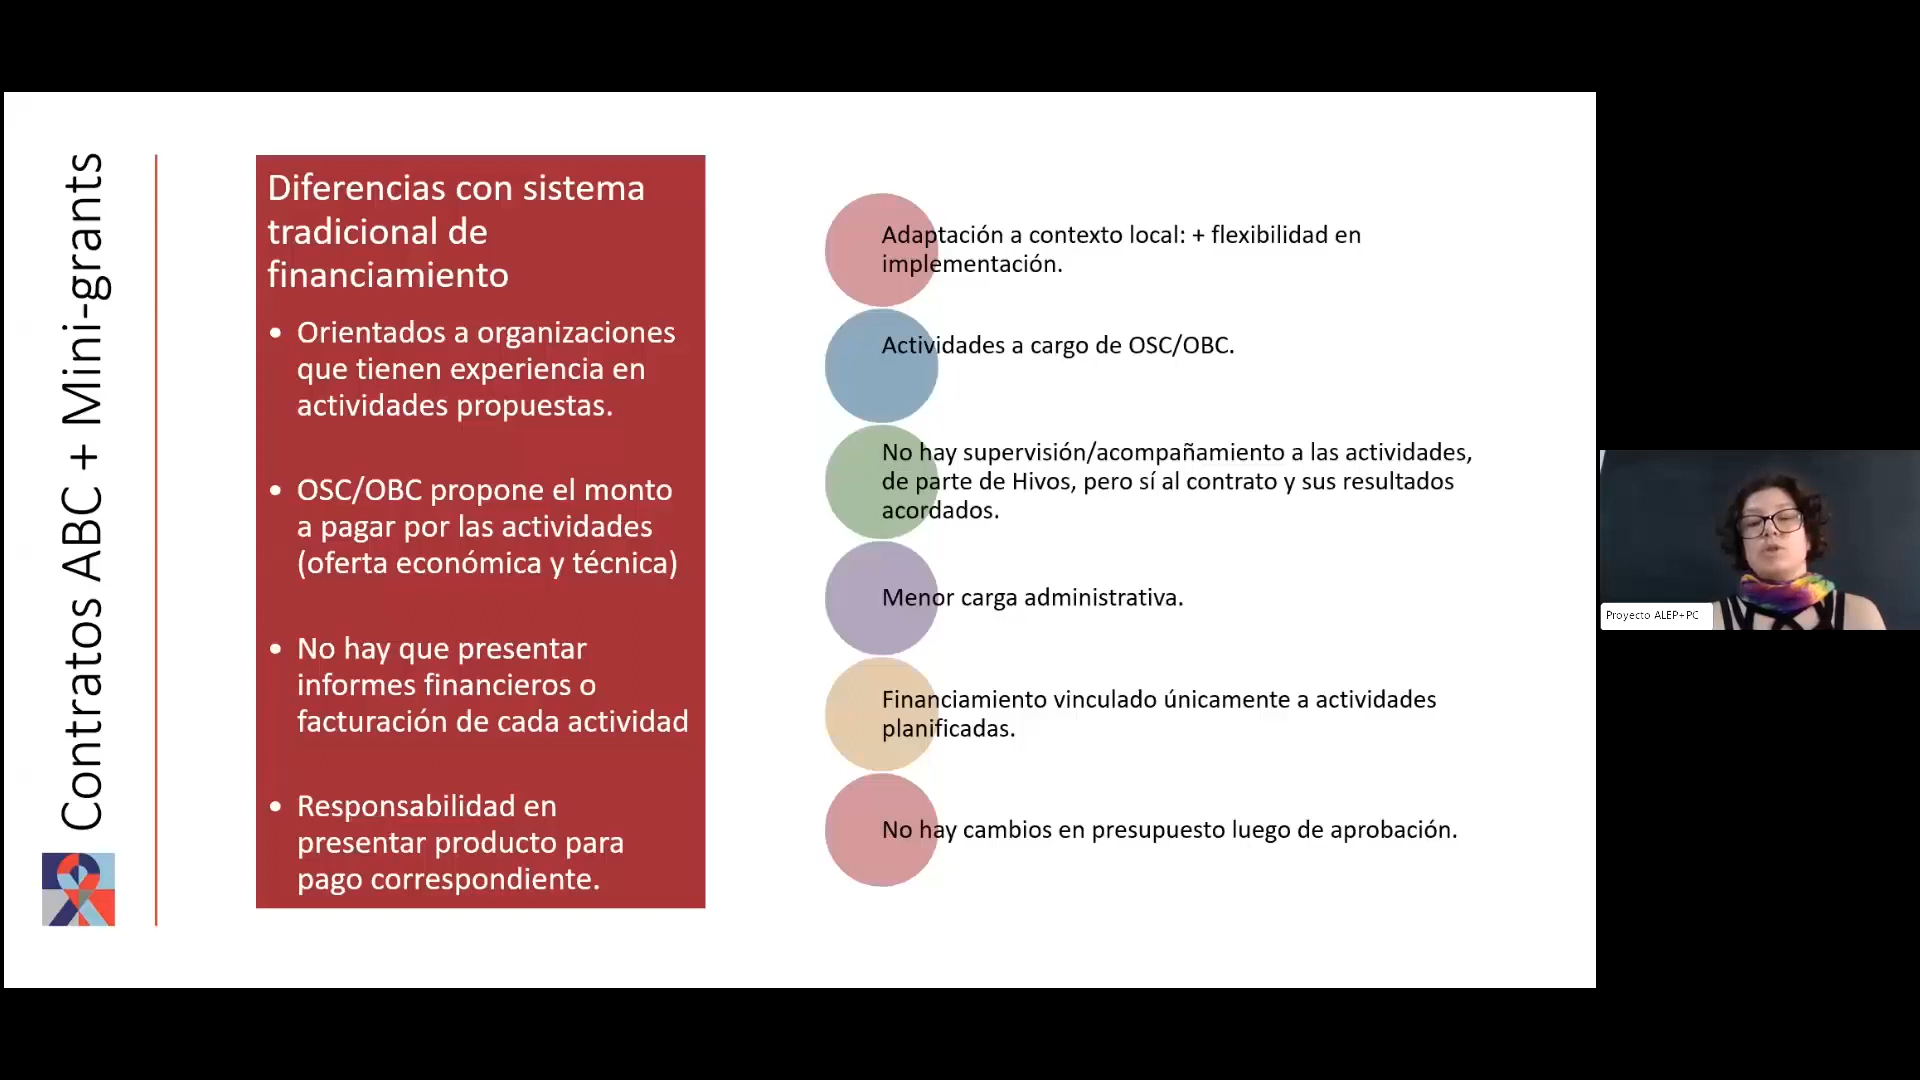 Contratos ABC + Mini-grants
Diferencias con sistema
tradicional de
financiamiento
• Orientados a organizaciones
que tienen experiencia en
actividades propuestas.
• OSC/OBC propone el monto
a pagar por las actividades
(oferta económica y técnica)
• No hay que presentar
informes financieros o
facturación de cada actividad
• Responsabilidad en
presentar producto para
pago correspondiente.
Adaptación a contexto local: + flexibilidad en
implementación.
Actividades a cargo de OSC/OBC.
No hay supervisión/acompañamiento a las actividades,
de parte de Hivos, pero sí al contrato y sus resultados
acordados.
Menor carga administrativa.
Financiamiento vinculado únicamente a actividades
planificadas.
No hay cambios en presupuesto luego de aprobación.
Proyecto ALEP+PC